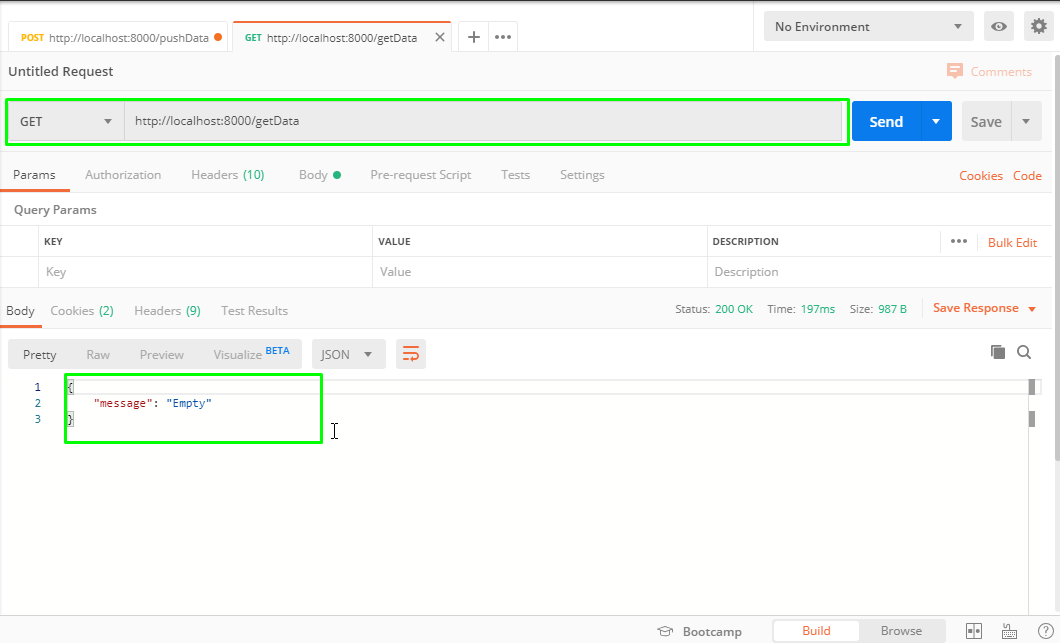 POST http://localhost:8000/pushData
GET http://localhost:8000/getData
No Environment
Untitled Request
Comments
GET http://localhost:8000/getData
Send
Save
Params Authorization Headers (10) Body Pre-request Script Tests Settings Cookies Code
Query Params
KEY VALUE DESCRIPTION ••• Bulk Edit
Key Value Description
Body Cookies (2) Headers (9) Test Results Status: 200 OK Time: 197ms Size: 987 B Save Response
Pretty Raw Preview Visualize BETA JSON
1 {
2 "message": "Empty"
3 }
Bootcamp Build Browse